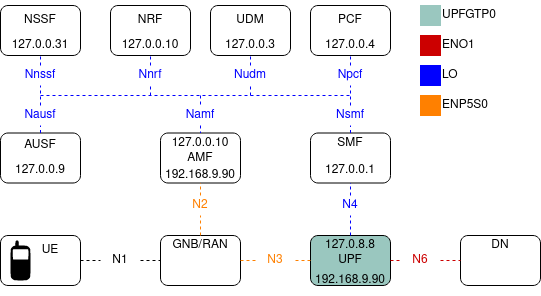 NSSF
127.0.0.31
NRF
127.0.0.10
UDM
127.0.0.3
PCF
127.0.0.4
UPFGTP0
ENO1
LO
ENP5S0
Nnssf
Nnrf
Nudm
Npcf
Nausf
Namf
Nsmf
AUSF
127.0.0.9
127.0.0.10
AMF
192.168.9.90
SMF
127.0.0.1
N2
N4
UE
N1
GNB/RAN
N3
127.0.8.8
UPF
192.168.9.90
N6
DN